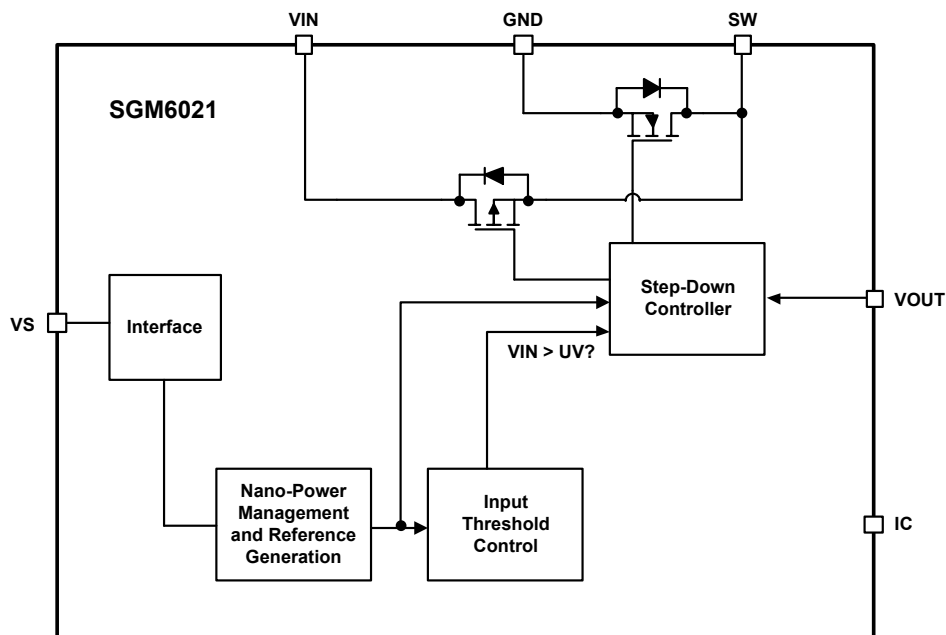 VIN
GND
SW
SGM6021
Step-Down
Controller
VOUT
VS
Interface
VIN > UV?
Nano-Power
Management
and Reference
Generation
Input
Threshold
Control
IC